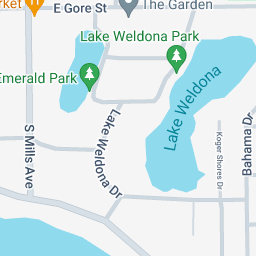 arket
E Gore St
The Garden
Lake Weldona Park
Emerald Park
Lake Weldona
S Mills Ave
Lake Weldona Dr
Koger Shores Dr
Bahama Dr